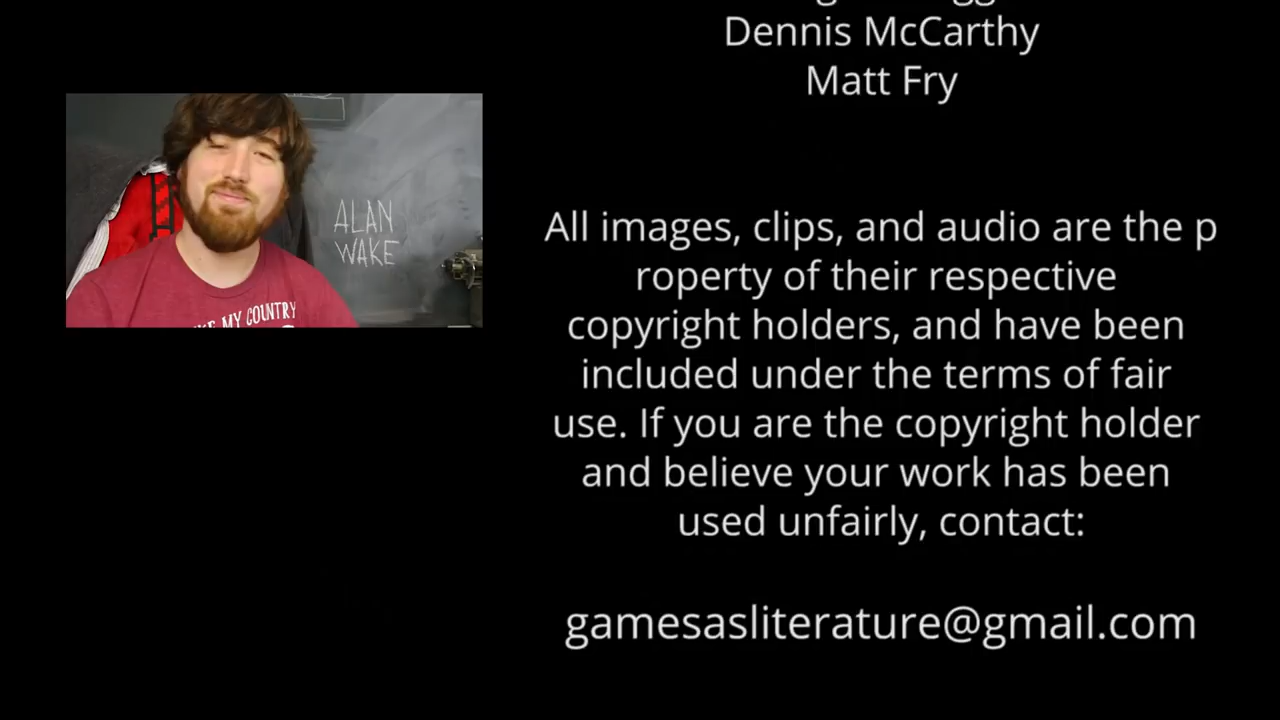 Dennis McCarthy
Matt Fry
ALAN
WAKE
MY COUNTRY
All images, clips, and audio are the p
roperty of their respective
copyright holders, and have been
included under the terms of fair
use. If you are the copyright holder
and believe your work has been
used unfairly, contact:
gamesasliterature@gmail.com